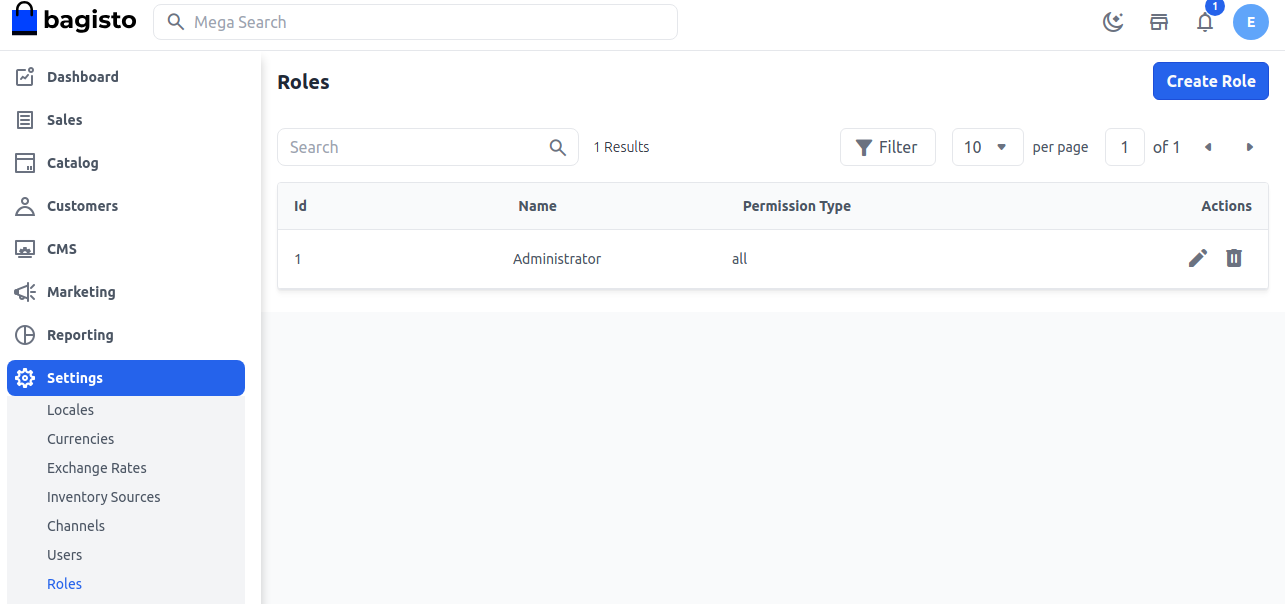 bagisto
Mega Search
1
E
Dashboard
Sales
Catalog
Customers
CMS
Marketing
Reporting
Settings
Locales
Currencies
Exchange Rates
Inventory Sources
Channels
Users
Roles
Roles
Create Role
Search
1 Results
Filter
10
per page
1
of 1
Id Name Permission Type Actions
1 Administrator all